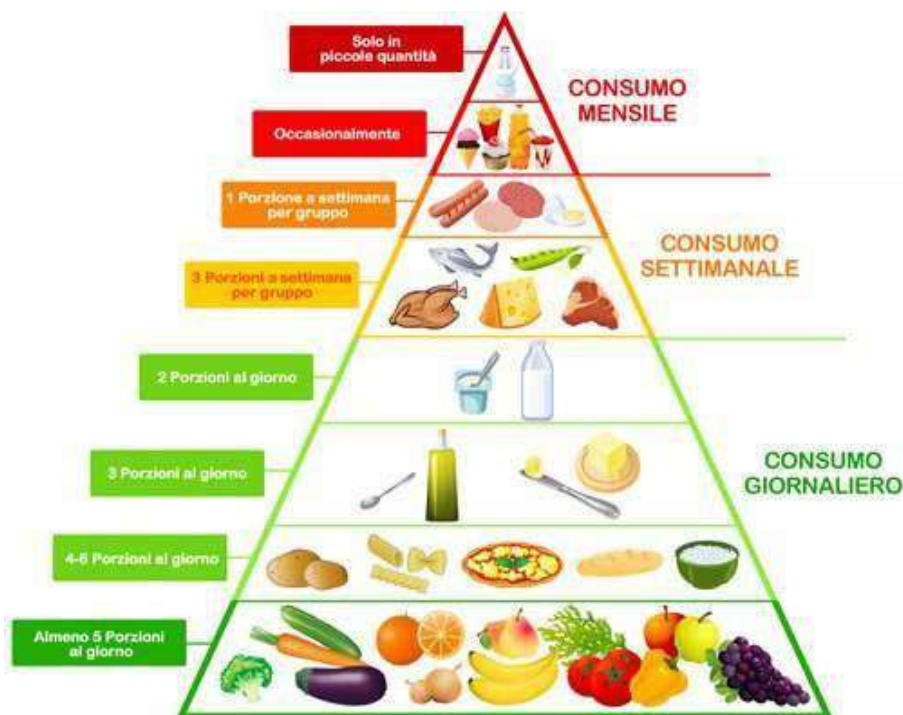 Solo in
piccole quantità
CONSUMO
MENSILE
Occasionalmente
1 Porzione a settimana
per gruppo
CONSUMO
SETTIMANALE
3 Porzioni a settimana
per gruppo
2 Porzioni al giorno
3 Porzioni al giorno
CONSUMO
GIORNALIERO
4-6 Porzioni al giorno
Almeno 5 Porzioni
al giorno